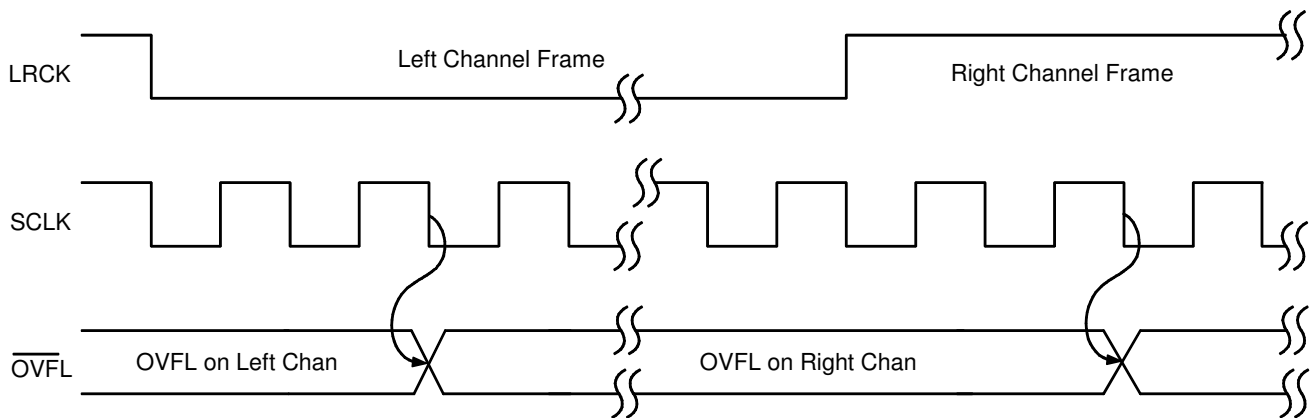 LRCK
Left Channel Frame
Right Channel Frame
SCLK
OVFL
OVFL on Left Chan
OVFL on Right Chan